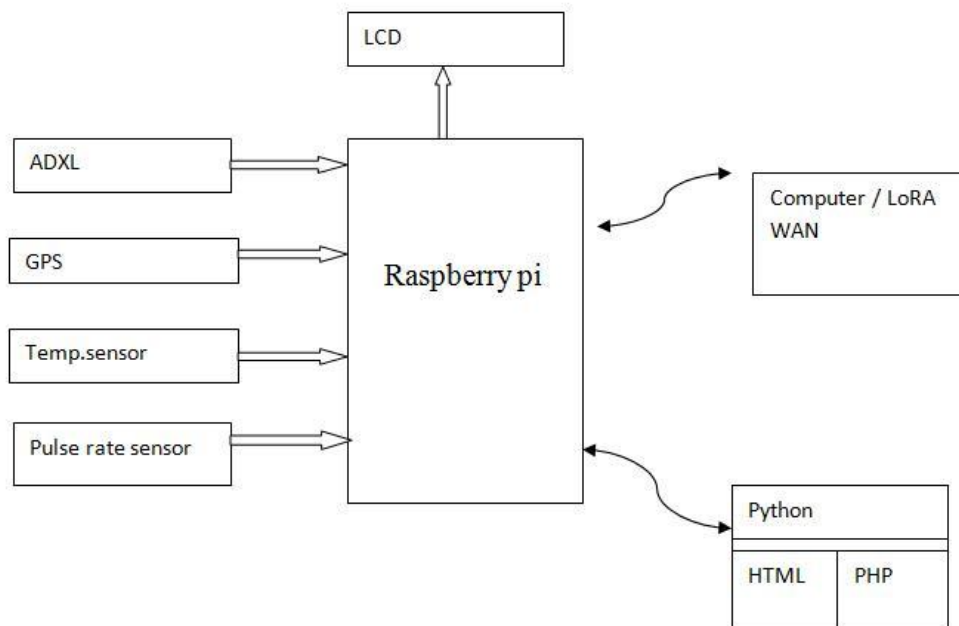 LCD
ADXL
GPS
Temp.sensor
Pulse rate sensor
Raspberry pi
Computer / LoRA
WAN
Python
HTML
PHP